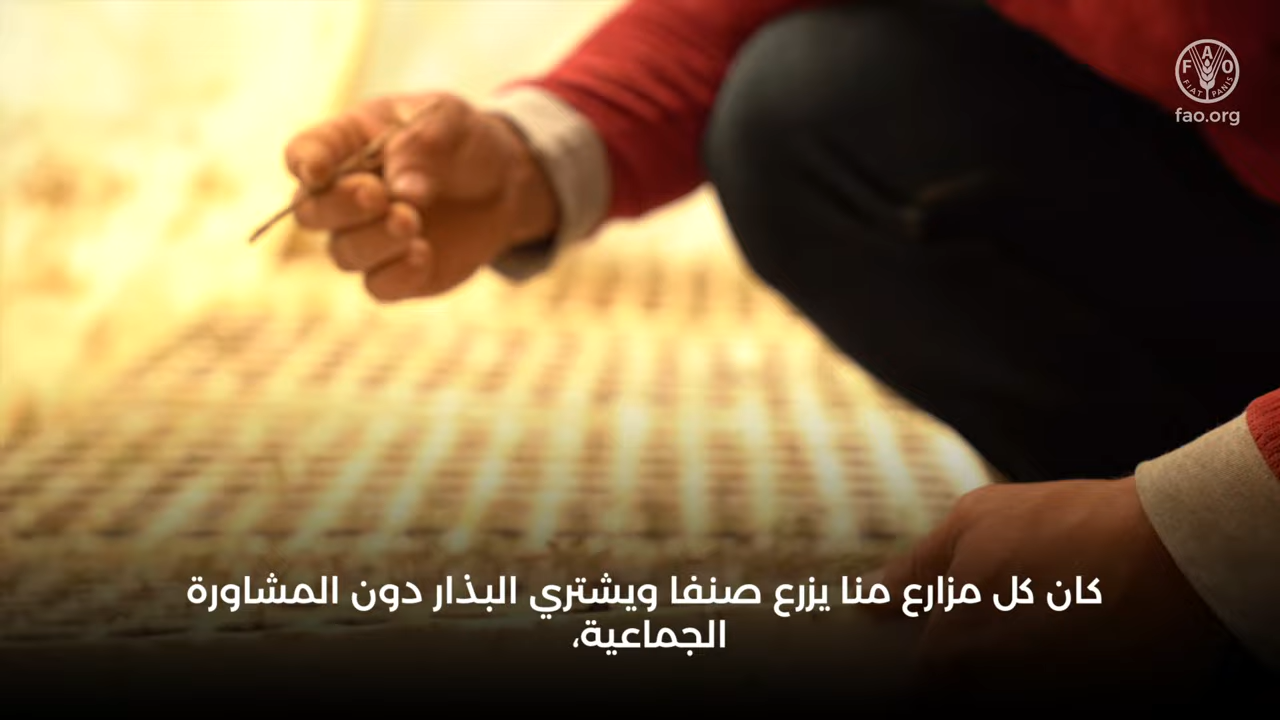 F A O
FIAT PANIS
fao.org
كان كل مزارع منا يزرع صنفا ويشتري البذار دون المشاورة
الجماعية،